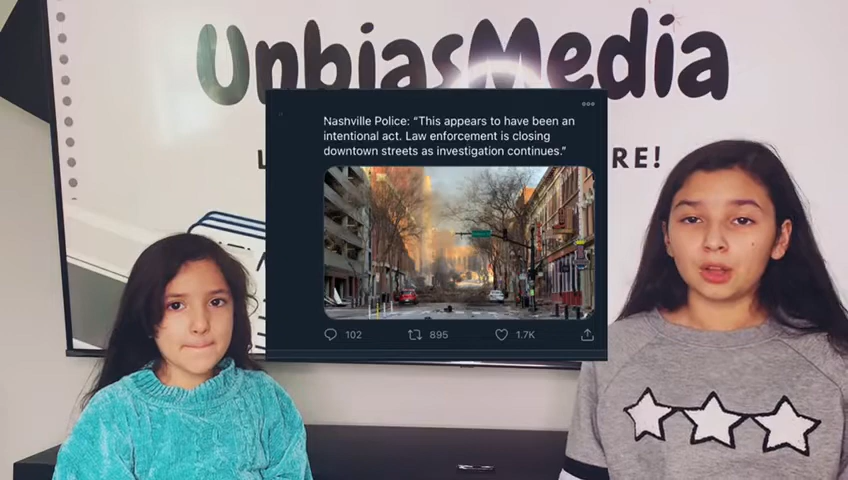 UnbiasMedia
RE!
Nashville Police: “This appears to have been an
intentional act. Law enforcement is closing
downtown streets as investigation continues.”
102
895
1.7K